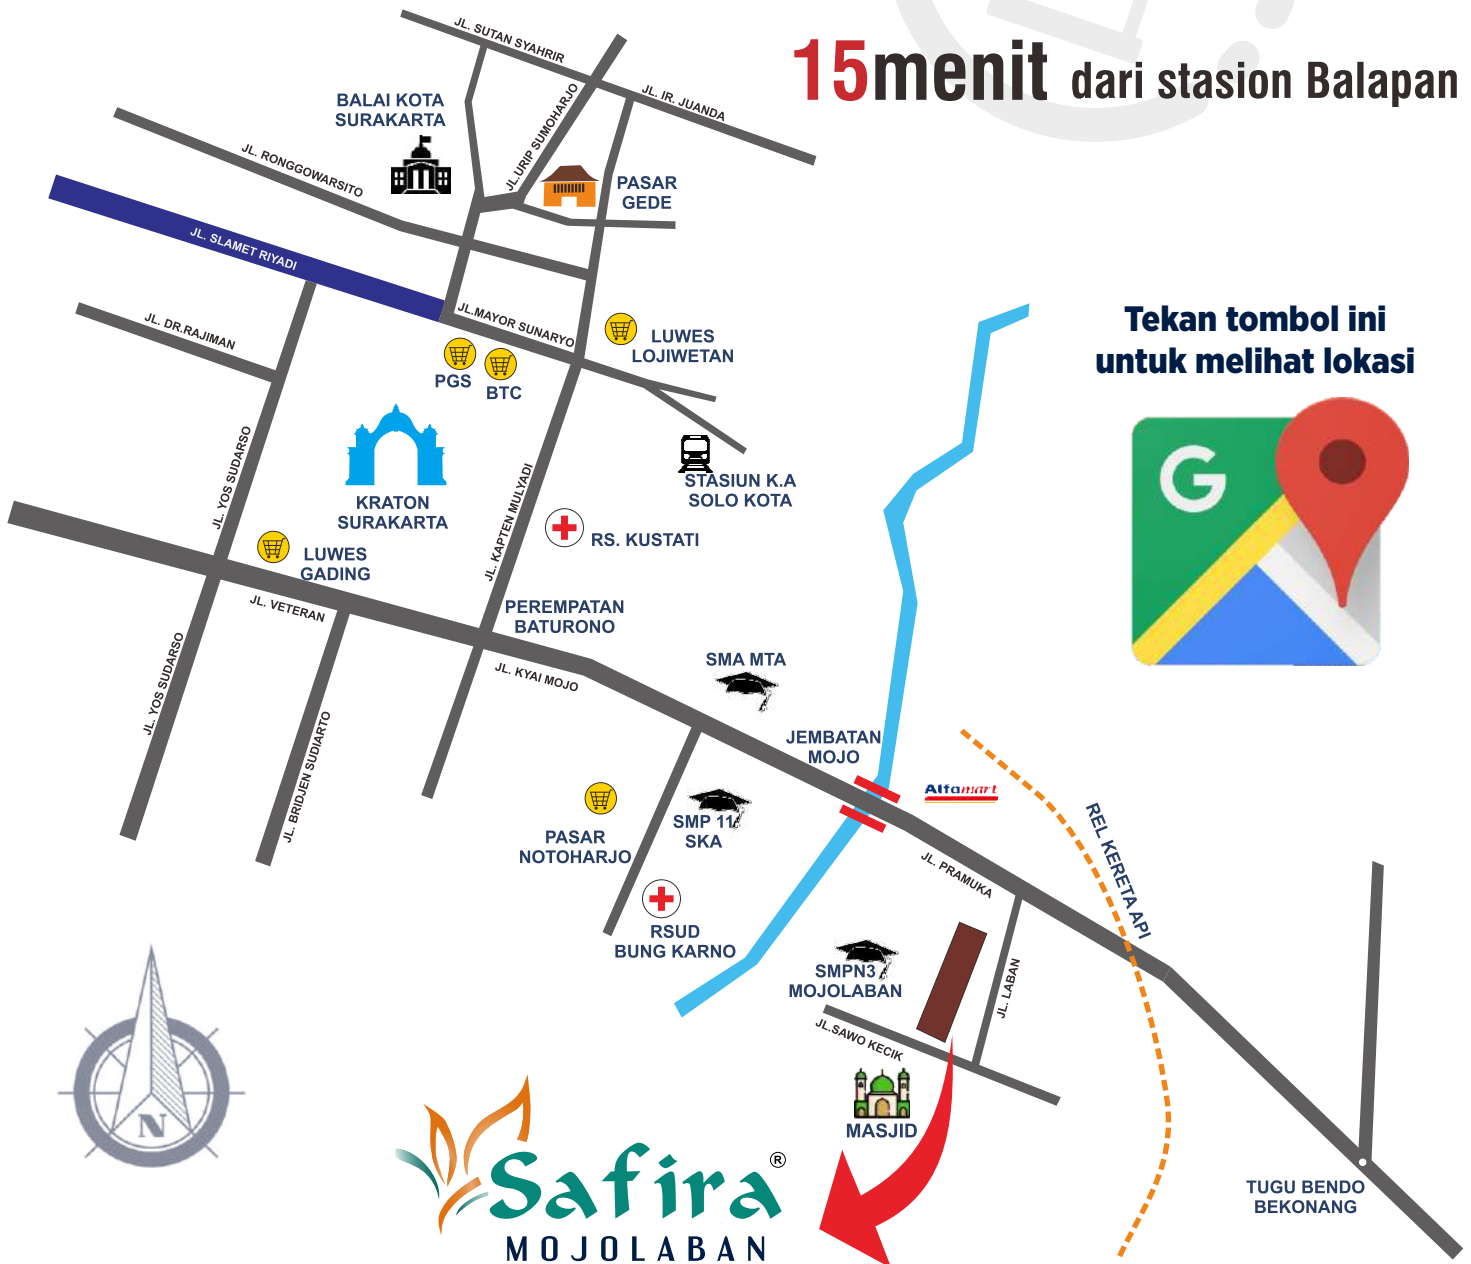 15menit dari stasion Balapan
JL. SUTAN SYAHRIR
JL. IR. JUANDA
BALAI KOTA
SURAKARTA
JL.URIP SUMOHARJO
JL. RONGGOWARSITO
PASAR
GEDE
JL. SLAMET RIYADI
JL. DR.RAJIMAN
JL.MAYOR SUNARYO
LUWES
LOJIWETAN
PGS
BTC
Tekan tombol ini
untuk melihat lokasi
G
JL. YOS SUDARSO
KRATON
SURAKARTA
JL. KAPTEN MULYADI
STASIUN K.A
SOLO KOTA
RS. KUSTATI
LUWES
GADING
JL. VETERAN
PEREMPATAN
BATURONO
JL. KYAI MOJO
SMA MTA
JL. YOS SUDARSO
JL. BRIDJEN SUDIARTO
JEMBATAN
MOJO
Alfamart
REL KERETA API
PASAR
NOTOHARJO
SMP 11
SKA
JL. PRAMUKA
RSUD
BUNG KARNO
SMPN3
MOJOLABAN
JL. LABAN
JL.SAWO KECIK
MASJID
N
TUGU BENDO
BEKONANG
Safira®
MOJOLABAN